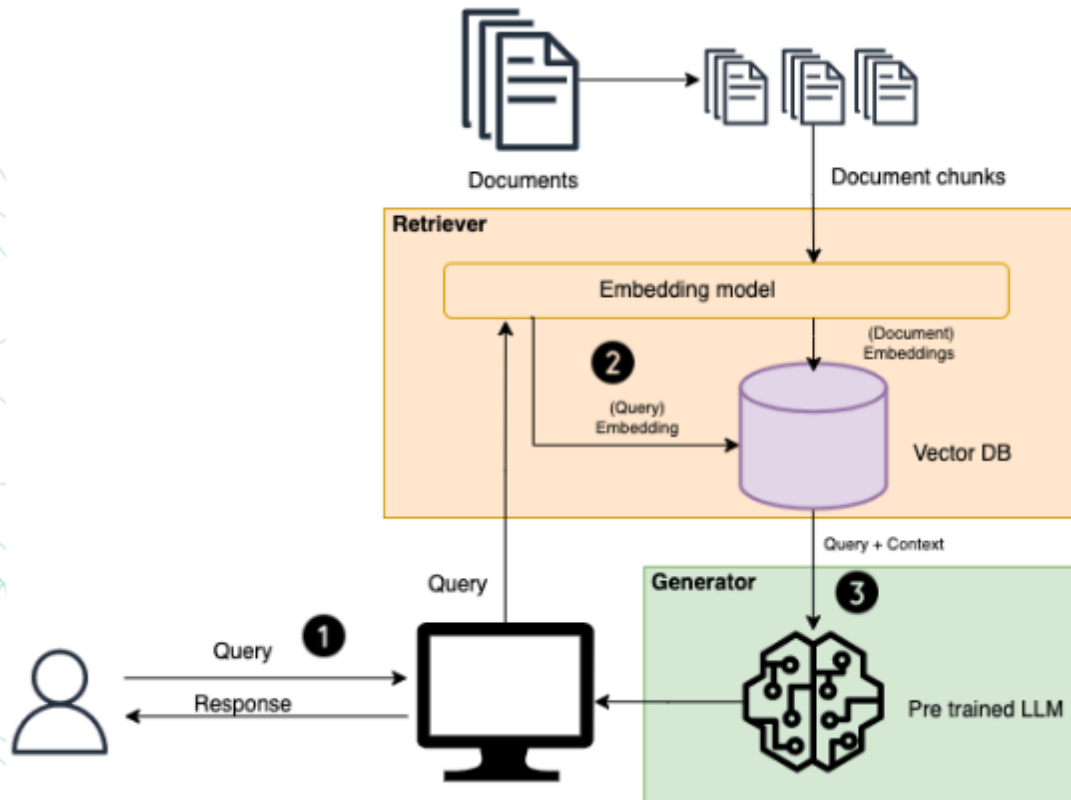 Documents
Document chunks
Retriever
Embedding model
2
(Document)
Embeddings
(Query)
Embedding
Vector DB
Query + Context
Generator
3
Query
1
Query
Response
Pre trained LLM